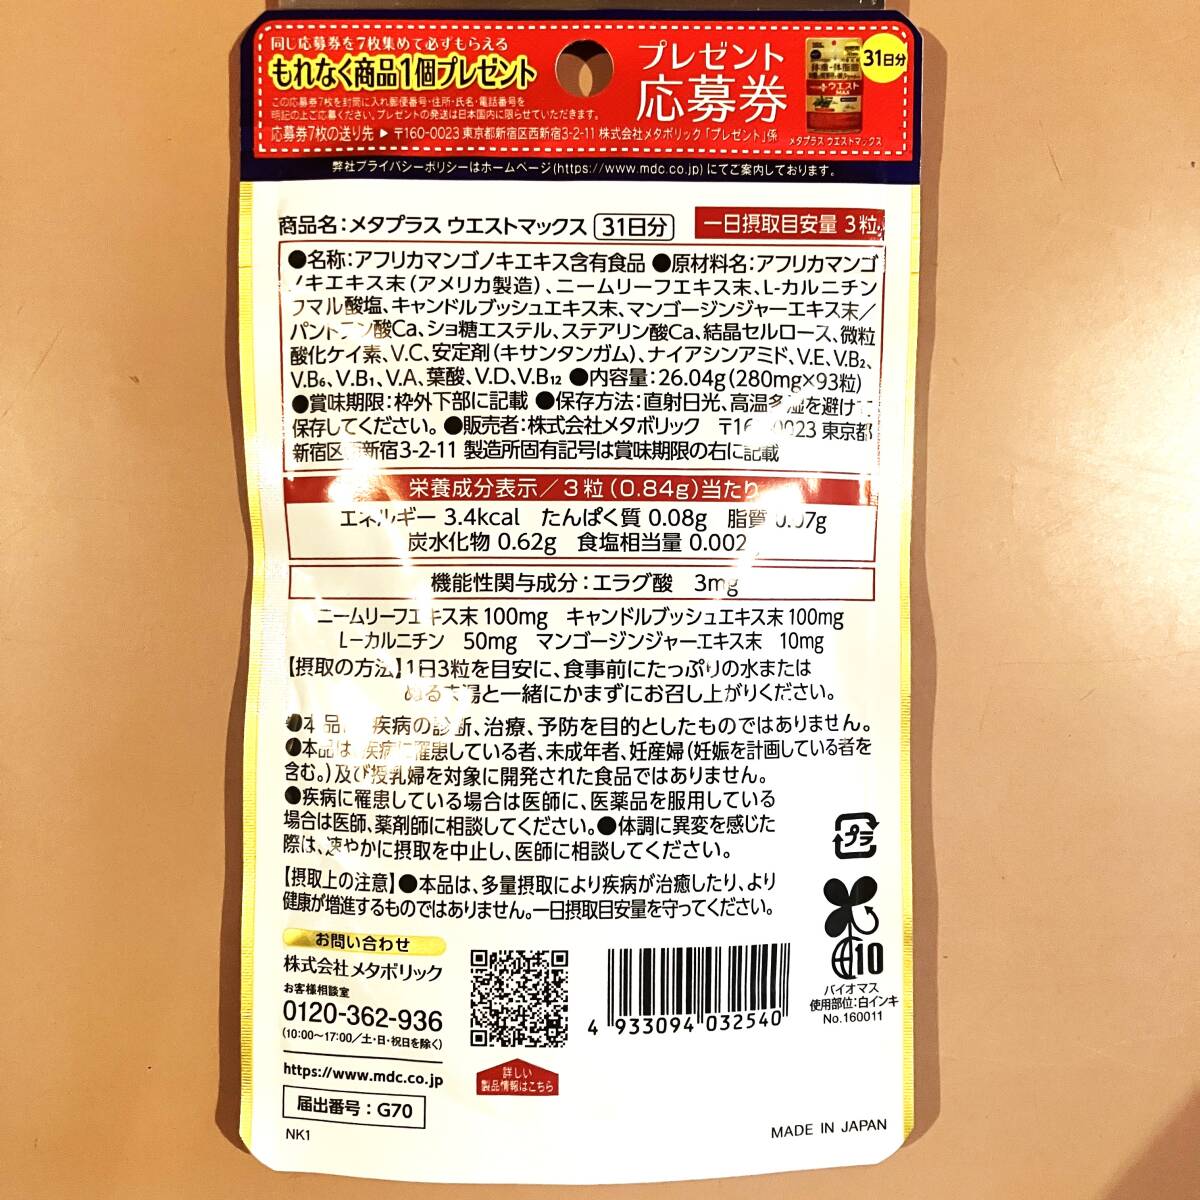 同じ応募券を7枚集めて必ずもらえる
もれなく商品1個プレゼント
この応募券7枚を封筒に入れ郵便番号・住所・氏名・電話番号を
明記の上ご応募ください。プレゼントの発送は日本国内に限らせていただきます。
応募券7枚の送り先 ▶ 〒160-0023 東京都新宿区西新宿3-2-11 株式会社メタボリック「プレゼント」係
プレゼント
応募券
31日分
ウエスト
MAX
メタプラス ウエストマックス
弊社プライバシーポリシーはホームページ(https://www.mdc.co.jp)にてご案内しております。
商品名：メタプラス ウエストマックス 31日分
一日摂取目安量 3粒
●名称：アフリカマンゴノキエキス含有食品 ●原材料名：アフリカマンゴ
ノキエキス末(アメリカ製造)、ニームリーフエキス末、L-カルニチン
フマル酸塩、キャンドルブッシュエキス末、マンゴージンジャーエキス末／
パントテン酸Ca、ショ糖エステル、ステアリン酸Ca、結晶セルロース、微粒
酸化ケイ素、V.C、安定剤(キサンタンガム)、ナイアシンアミド、V.E、V.B₂、
V.B₆、V.B₁、V.A、葉酸、V.D、V.B₁₂ ●内容量：26.04g(280mg×93粒)
●賞味期限：枠外下部に記載 ●保存方法：直射日光、高温多湿を避けて
保存してください。●販売者：株式会社メタボリック 〒16 0023 東京都
新宿区 新宿3-2-11 製造所固有記号は賞味期限の右に記載
栄養成分表示／3粒(0.84g)当たり
エネルギー 3.4kcal たんぱく質 0.08g 脂質 0.07g
炭水化物 0.62g 食塩相当量 0.002
機能性関与成分：エラグ酸 3mg
ニームリーフエキス末 100mg キャンドルブッシュエキス末 100mg
L-カルニチン 50mg マンゴージンジャーエキス末 10mg
【摂取の方法】1日3粒を目安に、食事前にたっぷりの水または
ぬるま湯と一緒にかまずにお召し上がりください。
●本品は、疾病の診断、治療、予防を目的としたものではありません。
●本品は、疾病に罹患している者、未成年者、妊産婦(妊娠を計画している者を
含む。)及び授乳婦を対象に開発された食品ではありません。
●疾病に罹患している場合は医師に、医薬品を服用している
場合は医師、薬剤師に相談してください。●体調に異変を感じた
際は、速やかに摂取を中止し、医師に相談してください。
【摂取上の注意】●本品は、多量摂取により疾病が治癒したり、より
健康が増進するものではありません。一日摂取目安量を守ってください。
プラ
10
バイオマス
使用部位：白インキ
No.160011
お問い合わせ
株式会社メタボリック
お客様相談室
0120-362-936
(10:00～17:00／土・日・祝日を除く)
https://www.mdc.co.jp
届出番号：G70
NK1
詳しい
製品情報はこちら
4 933094 032540
MADE IN JAPAN